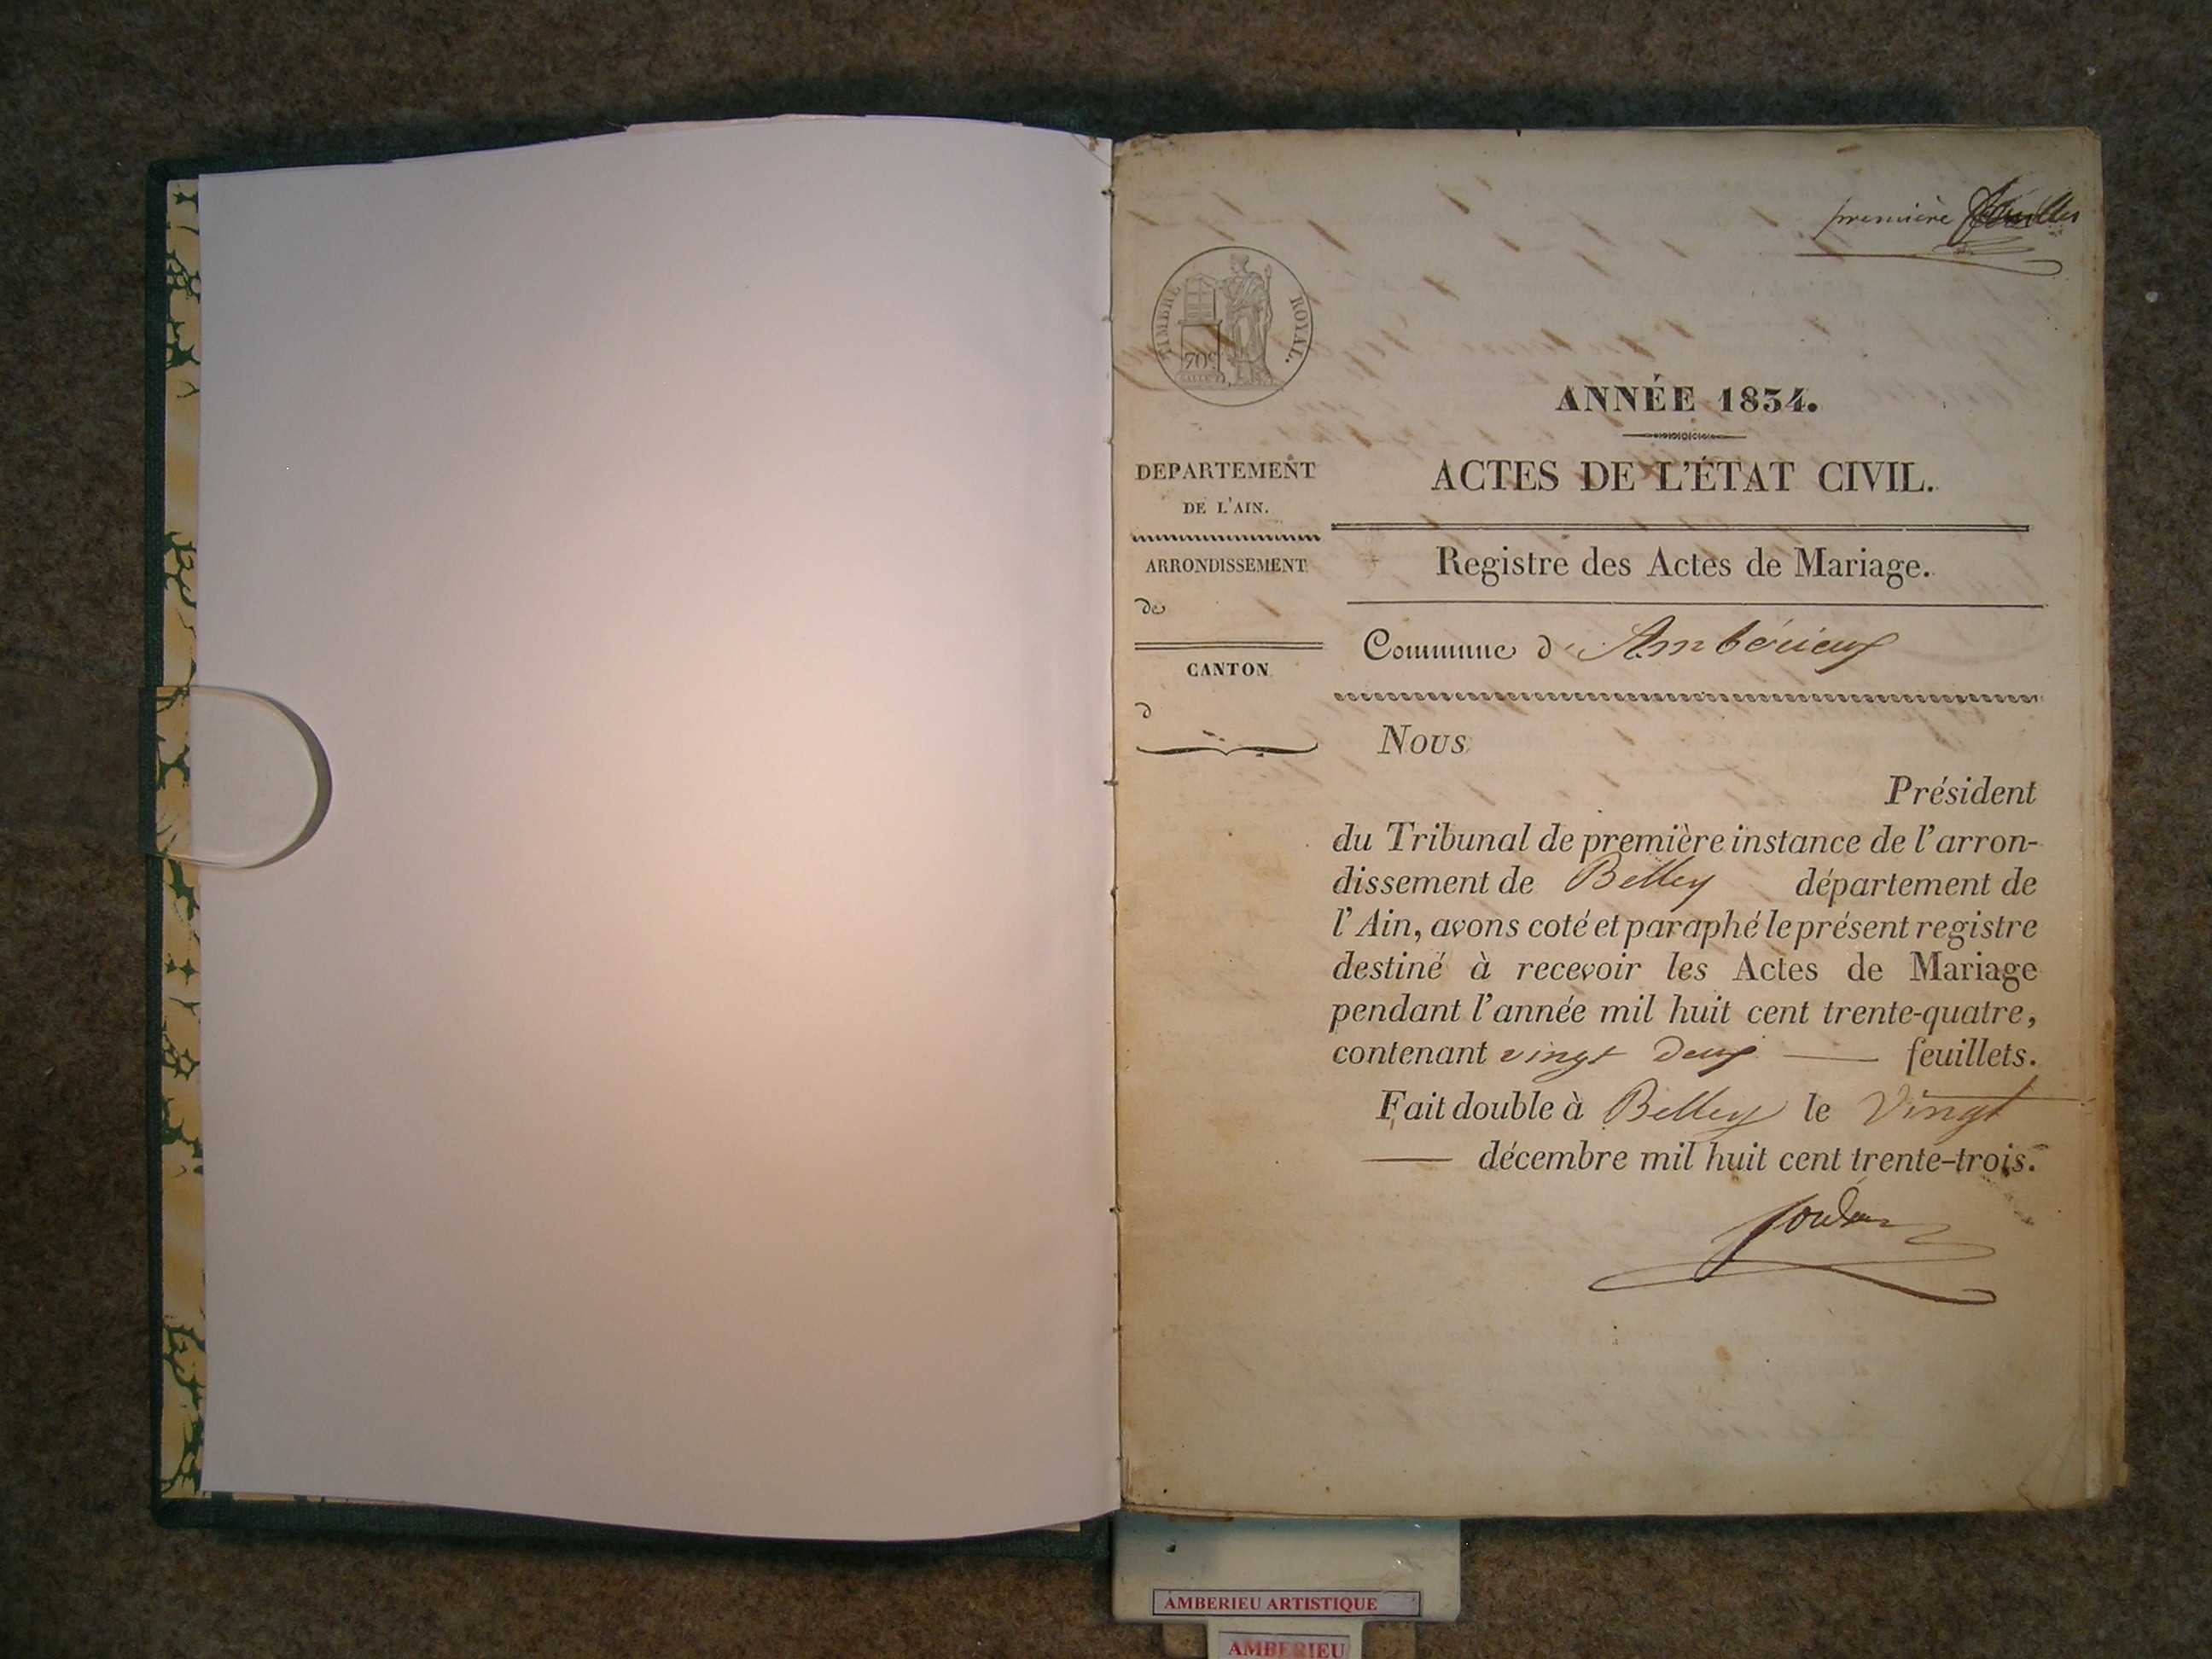 première
TIMBRE ROYAL.
70c
ANNÉE 1834.
DEPARTEMENT
DE L'AIN.
ACTES DE L'ÉTAT CIVIL.
ARRONDISSEMENT
de
Registre des Actes de Mariage.
CANTON
d
Commune d' Ambérieux
Nous
Président
du Tribunal de première instance de l'arron-
dissement de Belley département de
l'Ain, avons coté et paraphé le présent registre
destiné à recevoir les Actes de Mariage
pendant l'année mil huit cent trente-quatre,
contenant vingt deux — feuillets.
Fait double à Belley le Vingt
— décembre mil huit cent trente-trois.
AMBERIEU ARTISTIQUE
AMBERIEU